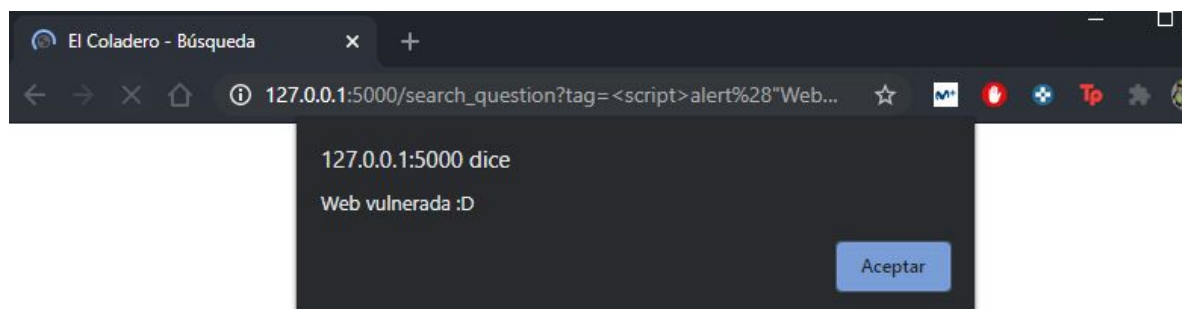 El Coladero - Búsqueda
127.0.0.1:5000/search_question?tag=<script>alert%28"Web...
M+
Tp
127.0.0.1:5000 dice
Web vulnerada :D
Aceptar